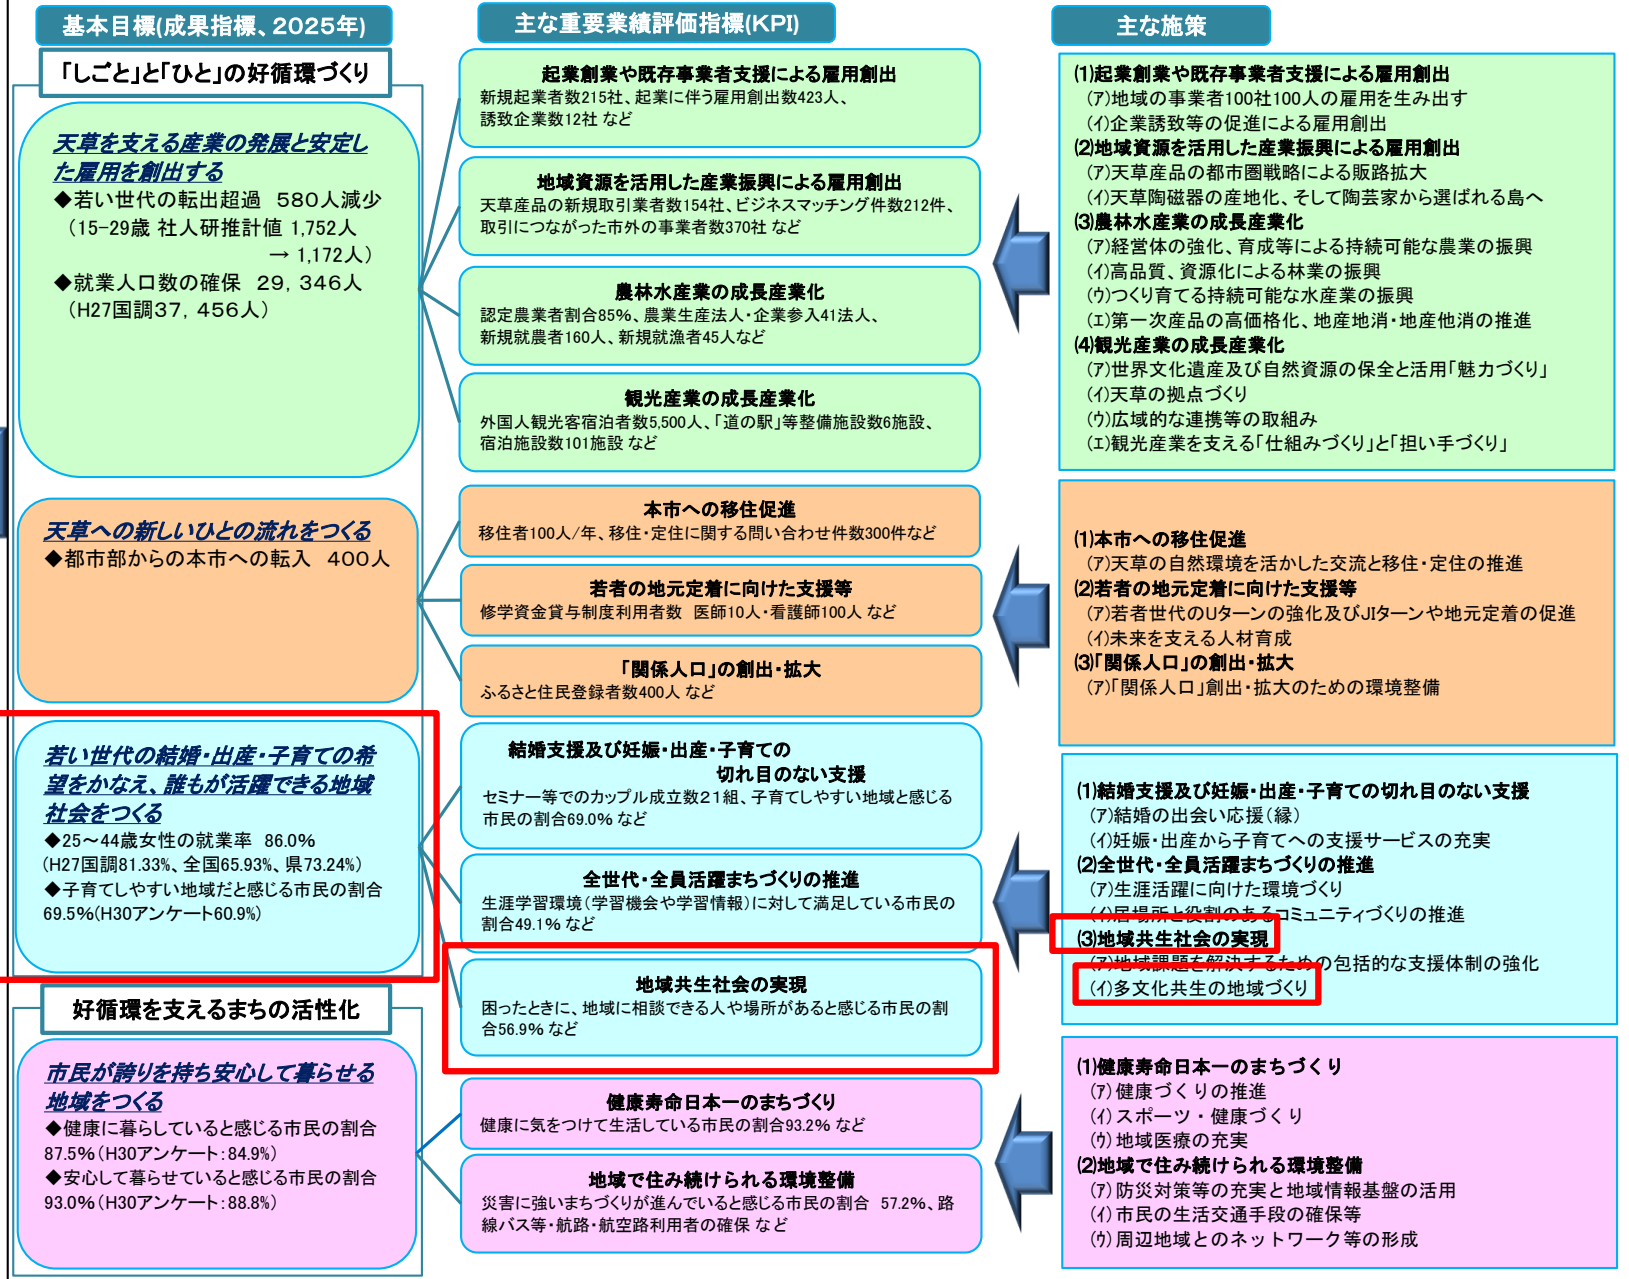 基本目標(成果指標、2025年)
「しごと」と「ひと」の好循環づくり
天草を支える産業の発展と安定し
た雇用を創出する
◆若い世代の転出超過 580人減少
(15-29歳 社人研推計値 1,752人
→ 1,172人)
◆就業人口数の確保 29, 346人
(H27国調37, 456人)
天草への新しいひとの流れをつくる
◆都市部からの本市への転入 400人
若い世代の結婚・出産・子育ての希
望をかなえ、誰もが活躍できる地域
社会をつくる
◆25～44歳女性の就業率 86.0%
(H27国調81.33%、全国65.93%、県73.24%)
◆子育てしやすい地域だと感じる市民の割合
69.5%(H30アンケート60.9%)
好循環を支えるまちの活性化
市民が誇りを持ち安心して暮らせる
地域をつくる
◆健康に暮らしていると感じる市民の割合
87.5%(H30アンケート:84.9%)
◆安心して暮らせていると感じる市民の割合
93.0%(H30アンケート:88.8%)
主な重要業績評価指標(KPI)
起業創業や既存事業者支援による雇用創出
新規起業者数215社、起業に伴う雇用創出数423人、
誘致企業数12社 など
地域資源を活用した産業振興による雇用創出
天草産品の新規取引業者数154社、ビジネスマッチング件数212件、
取引につながった市外の事業者数370社 など
農林水産業の成長産業化
認定農業者割合85%、農業生産法人・企業参入41法人、
新規就農者160人、新規就漁者45人など
観光産業の成長産業化
外国人観光客宿泊者数5,500人、「道の駅」等整備施設数6施設、
宿泊施設数101施設 など
本市への移住促進
移住者100人/年、移住・定住に関する問い合わせ件数300件など
若者の地元定着に向けた支援等
修学資金貸与制度利用者数 医師10人・看護師100人 など
「関係人口」の創出・拡大
ふるさと住民登録者数400人 など
結婚支援及び妊娠・出産・子育ての
切れ目のない支援
セミナー等でのカップル成立数21組、子育てしやすい地域と感じる
市民の割合69.0% など
全世代・全員活躍まちづくりの推進
生涯学習環境(学習機会や学習情報)に対して満足している市民の
割合49.1% など
地域共生社会の実現
困ったときに、地域に相談できる人や場所があると感じる市民の割
合56.9% など
健康寿命日本一のまちづくり
健康に気をつけて生活している市民の割合93.2% など
地域で住み続けられる環境整備
災害に強いまちづくりが進んでいると感じる市民の割合 57.2%、路
線バス等・航路・航空路利用者の確保 など
主な施策
(1)起業創業や既存事業者支援による雇用創出
(ア)地域の事業者100社100人の雇用を生み出す
(イ)企業誘致等の促進による雇用創出
(2)地域資源を活用した産業振興による雇用創出
(ア)天草産品の都市圏戦略による販路拡大
(イ)天草陶磁器の産地化、そして陶芸家から選ばれる島へ
(3)農林水産業の成長産業化
(ア)経営体の強化、育成等による持続可能な農業の振興
(イ)高品質、資源化による林業の振興
(ウ)つくり育てる持続可能な水産業の振興
(エ)第一次産品の高価格化、地産地消・地産他消の推進
(4)観光産業の成長産業化
(ア)世界文化遺産及び自然資源の保全と活用「魅力づくり」
(イ)天草の拠点づくり
(ウ)広域的な連携等の取組み
(エ)観光産業を支える「仕組みづくり」と「担い手づくり」
(1)本市への移住促進
(ア)天草の自然環境を活かした交流と移住・定住の推進
(2)若者の地元定着に向けた支援等
(ア)若者世代のUターンの強化及びJIターンや地元定着の促進
(イ)未来を支える人材育成
(3)「関係人口」の創出・拡大
(ア)「関係人口」創出・拡大のための環境整備
(1)結婚支援及び妊娠・出産・子育ての切れ目のない支援
(ア)結婚の出会い応援(縁)
(イ)妊娠・出産から子育てへの支援サービスの充実
(2)全世代・全員活躍まちづくりの推進
(ア)生涯活躍に向けた環境づくり
(イ)居場所と役割のあるコミュニティづくりの推進
(3)地域共生社会の実現
(ア)地域課題を解決するための包括的な支援体制の強化
(イ)多文化共生の地域づくり
(1)健康寿命日本一のまちづくり
(ア)健康づくりの推進
(イ)スポーツ・健康づくり
(ウ)地域医療の充実
(2)地域で住み続けられる環境整備
(ア)防災対策等の充実と地域情報基盤の活用
(イ)市民の生活交通手段の確保等
(ウ)周辺地域とのネットワーク等の形成